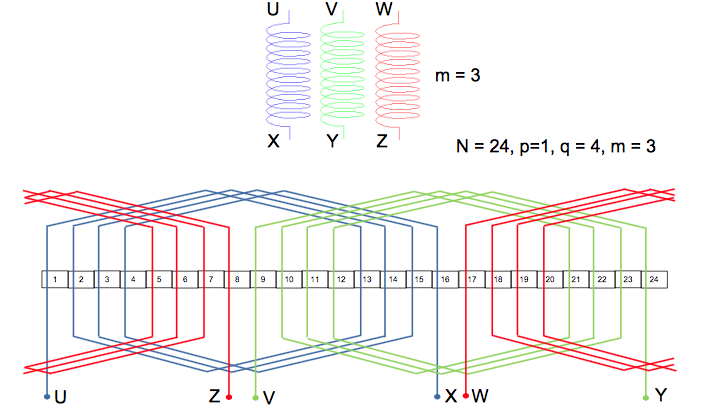 U V W
m = 3
X Y Z
N = 24, p=1, q = 4, m = 3
1 2 3 4 5 6 7 8 9 10 11 12 13 14 15 16 17 18 19 20 21 22 23 24
U Z V X W Y